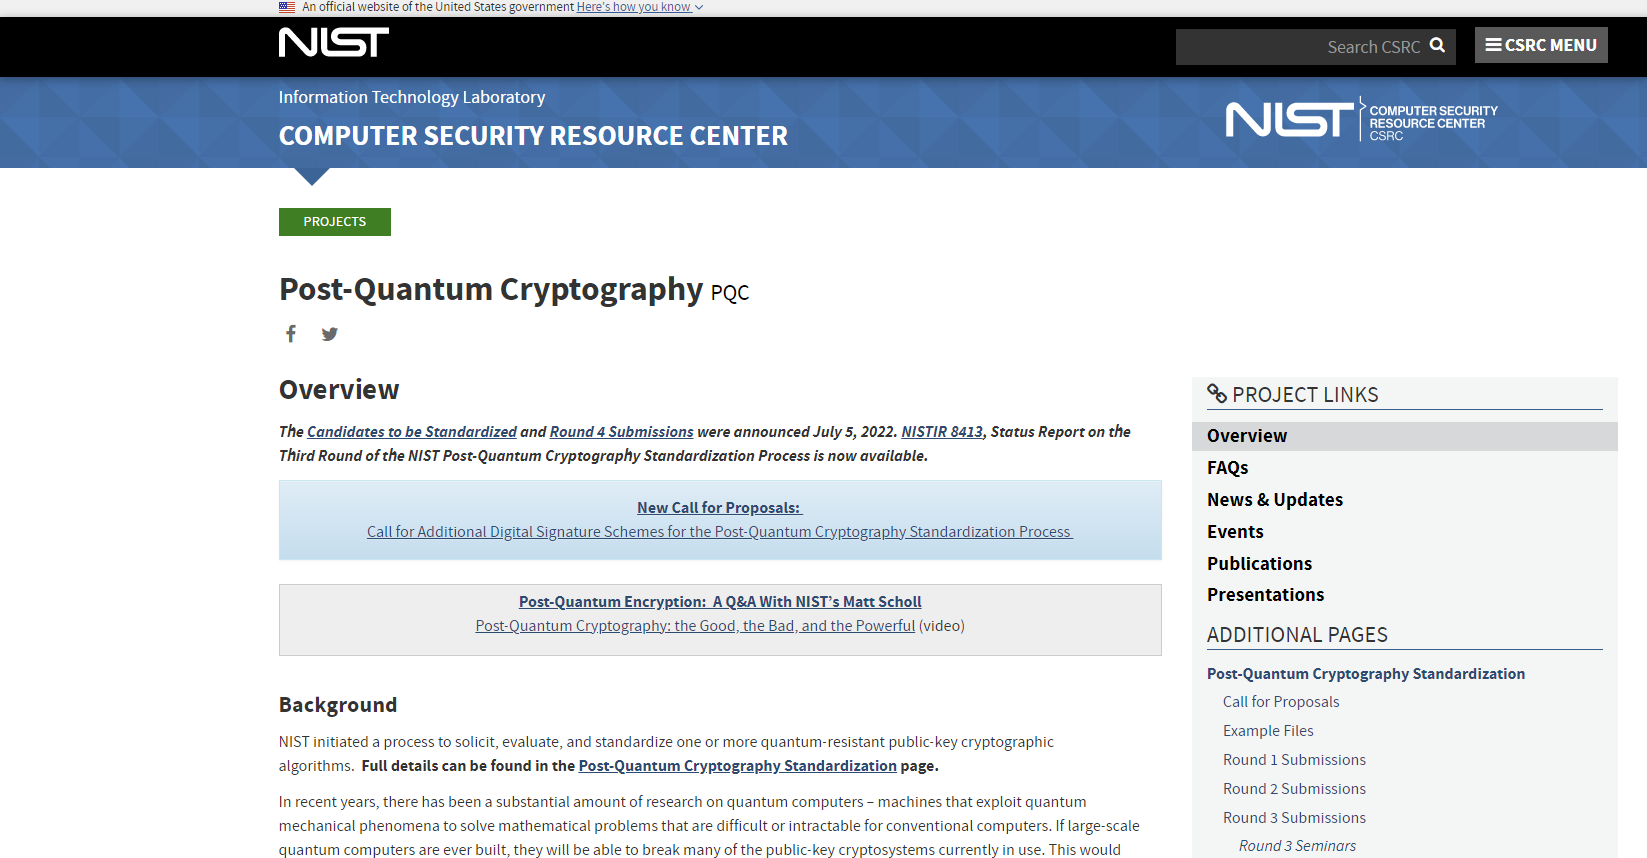 An official website of the United States government Here's how you know
NIST
Search CSRC
CSRC MENU
Information Technology Laboratory
COMPUTER SECURITY RESOURCE CENTER
NIST
COMPUTER SECURITY
RESOURCE CENTER
CSRC
PROJECTS
Post-Quantum Cryptography PQC
Overview
The Candidates to be Standardized and Round 4 Submissions were announced July 5, 2022. NISTIR 8413, Status Report on the
Third Round of the NIST Post-Quantum Cryptography Standardization Process is now available.
New Call for Proposals:
Call for Additional Digital Signature Schemes for the Post-Quantum Cryptography Standardization Process
Post-Quantum Encryption: A Q&A With NIST’s Matt Scholl
Post-Quantum Cryptography: the Good, the Bad, and the Powerful (video)
Background
NIST initiated a process to solicit, evaluate, and standardize one or more quantum-resistant public-key cryptographic
algorithms. Full details can be found in the Post-Quantum Cryptography Standardization page.
In recent years, there has been a substantial amount of research on quantum computers – machines that exploit quantum
mechanical phenomena to solve mathematical problems that are difficult or intractable for conventional computers. If large-scale
quantum computers are ever built, they will be able to break many of the public-key cryptosystems currently in use. This would
PROJECT LINKS
Overview
FAQs
News & Updates
Events
Publications
Presentations
ADDITIONAL PAGES
Post-Quantum Cryptography Standardization
Call for Proposals
Example Files
Round 1 Submissions
Round 2 Submissions
Round 3 Submissions
Round 3 Seminars